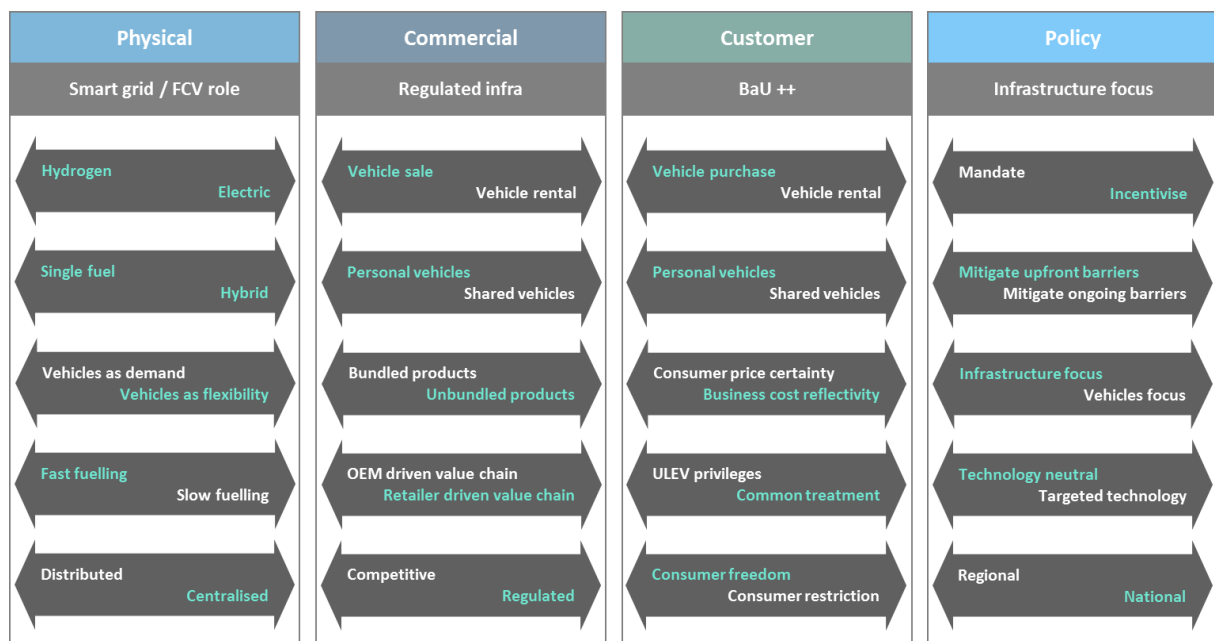 Physical
Smart grid / FCV role
Hydrogen
Electric
Single fuel
Hybrid
Vehicles as demand
Vehicles as flexibility
Fast fuelling
Slow fuelling
Distributed
Centralised
Commercial
Regulated infra
Vehicle sale
Vehicle rental
Personal vehicles
Shared vehicles
Bundled products
Unbundled products
OEM driven value chain
Retailer driven value chain
Competitive
Regulated
Customer
BaU ++
Vehicle purchase
Vehicle rental
Personal vehicles
Shared vehicles
Consumer price certainty
Business cost reflectivity
ULEV privileges
Common treatment
Consumer freedom
Consumer restriction
Policy
Infrastructure focus
Mandate
Incentivise
Mitigate upfront barriers
Mitigate ongoing barriers
Infrastructure focus
Vehicles focus
Technology neutral
Targeted technology
Regional
National